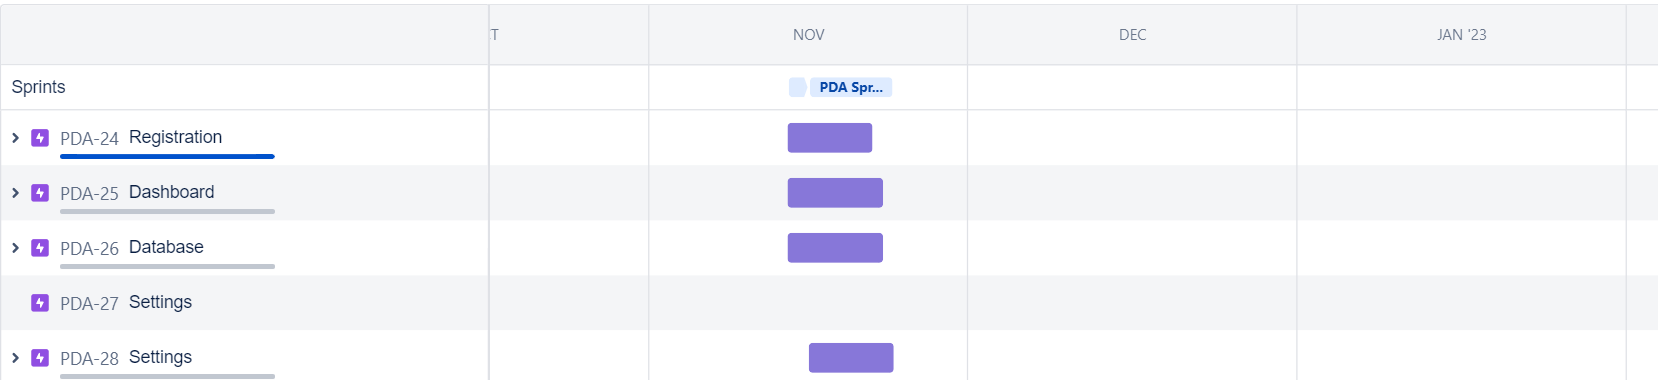 T NOV DEC JAN '23
Sprints PDA Spr...
PDA-24 Registration
PDA-25 Dashboard
PDA-26 Database
PDA-27 Settings
PDA-28 Settings